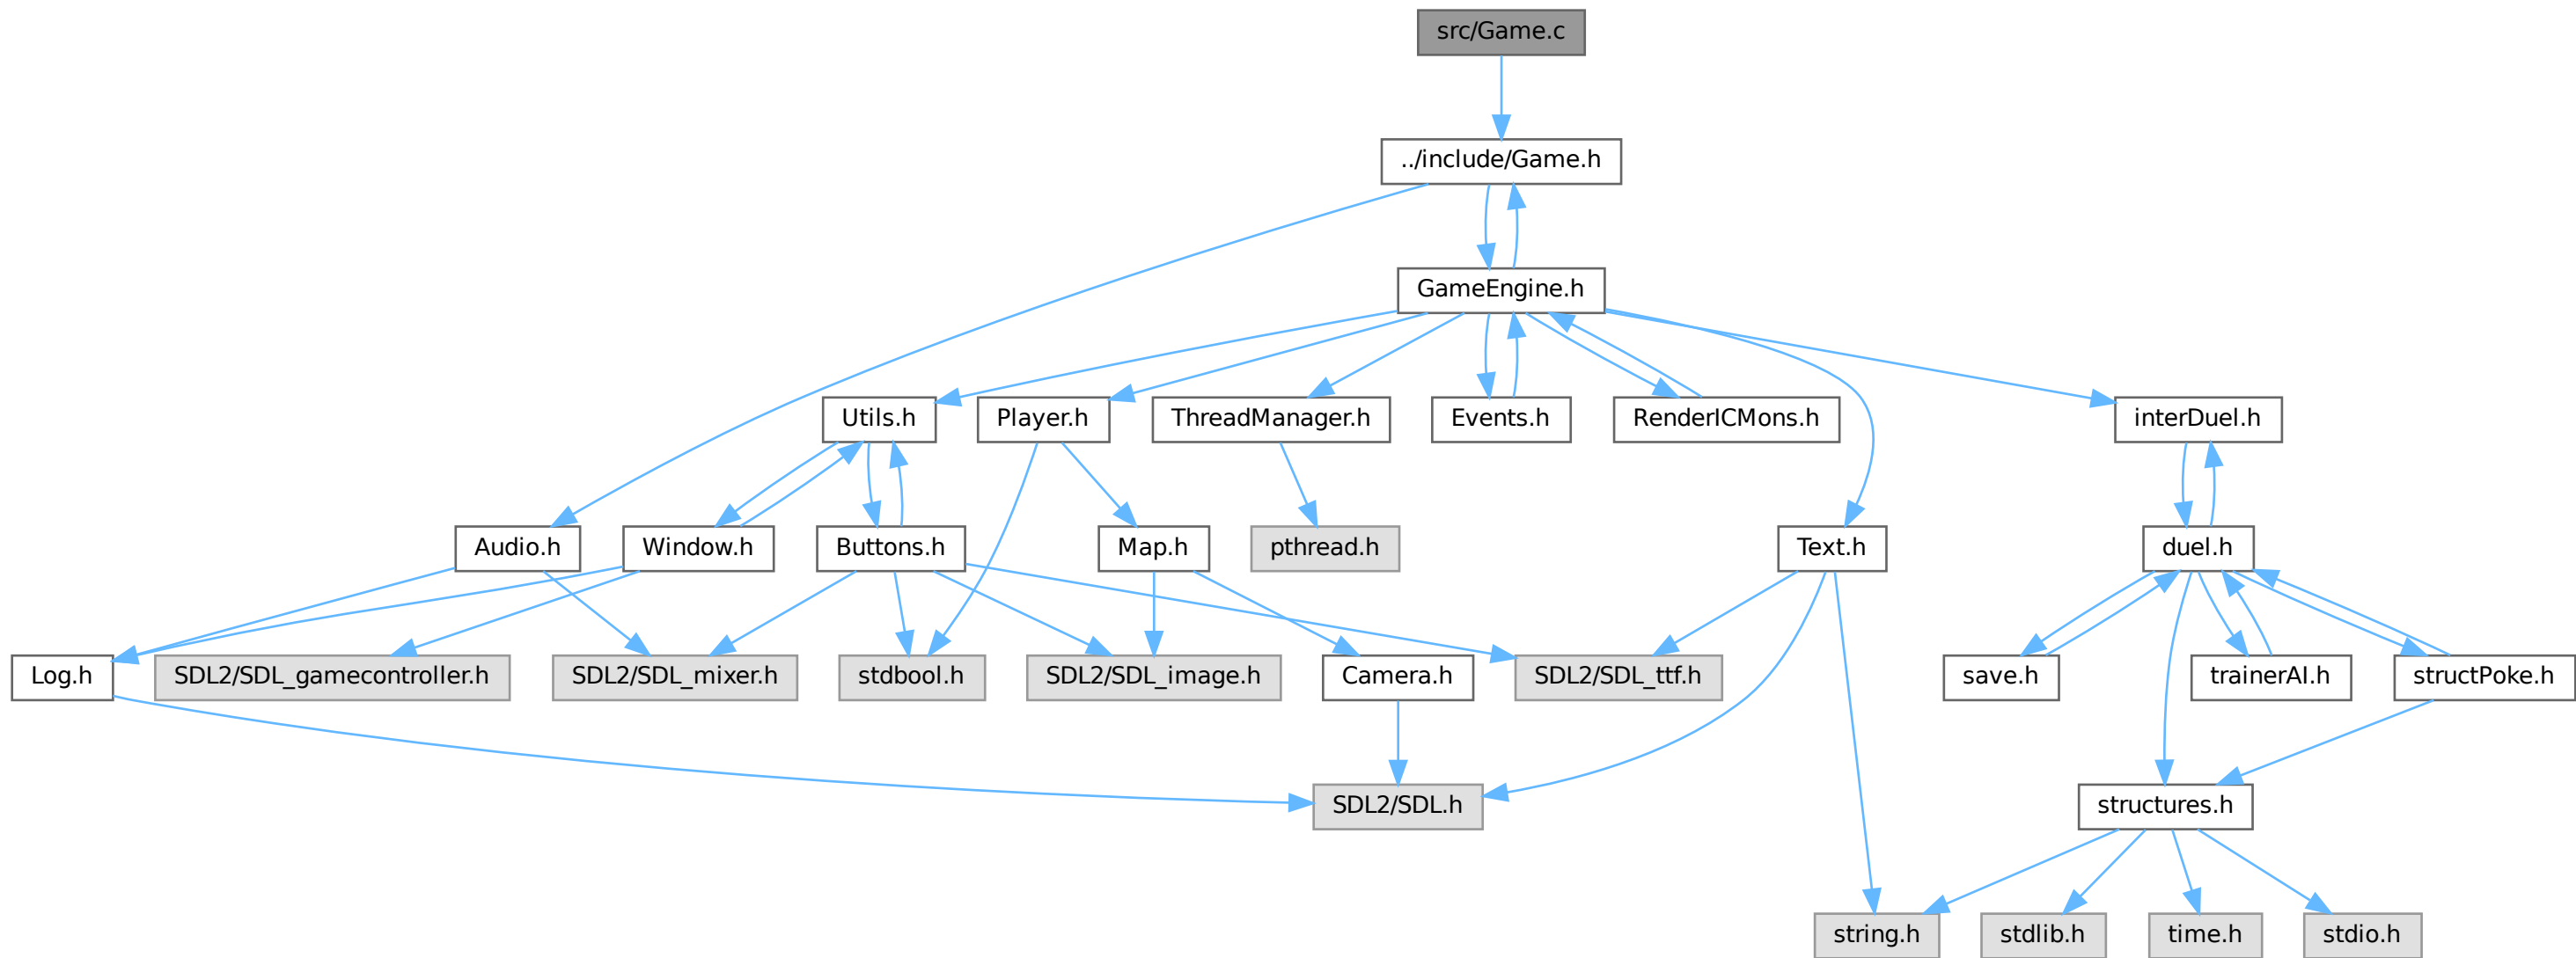 src/Game.c
../include/Game.h
GameEngine.h
Utils.h
Player.h
ThreadManager.h
Events.h
RenderICMons.h
interDuel.h
Audio.h
Window.h
Buttons.h
Map.h
pthread.h
Text.h
duel.h
Log.h
SDL2/SDL_gamecontroller.h
SDL2/SDL_mixer.h
stdbool.h
SDL2/SDL_image.h
Camera.h
SDL2/SDL_ttf.h
save.h
trainerAI.h
structPoke.h
SDL2/SDL.h
structures.h
string.h
stdlib.h
time.h
stdio.h